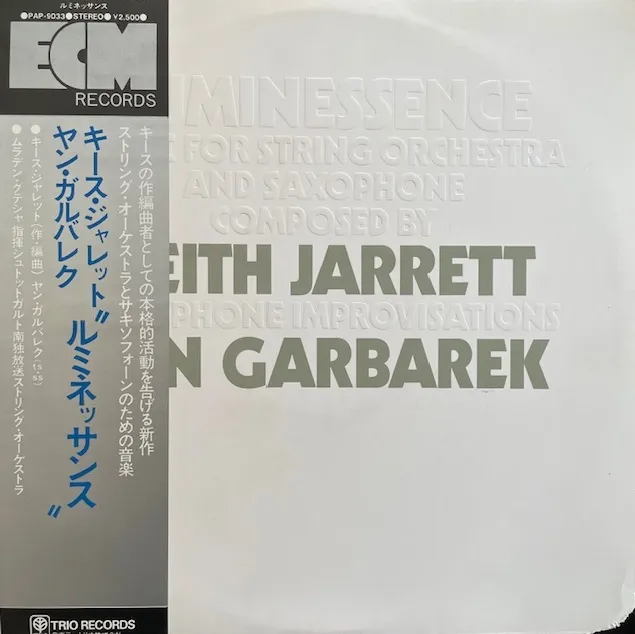 ルミネッサンス
●PAP-9033●STEREO●￥2,500●
ECM
RECORDS
キースの作編曲者としての本格的活動を告げる新作
ストリング・オーケストラとサキソフォーンのための音楽
キース・ジャレット〝ルミネッサンス〟
ヤン・ガルバレク
●キース・ジャレット(作・編曲) ヤン・ガルバレク(ts,ss)
●ムラデン・グテシャ指揮シュトットガルト南独放送ストリング・オーケストラ
TRIO RECORDS
MINESSENCE
FOR STRING ORCHESTRA
AND SAXOPHONE
COMPOSED BY
EITH JARRETT
PHONE IMPROVISATIONS
N GARBAREK